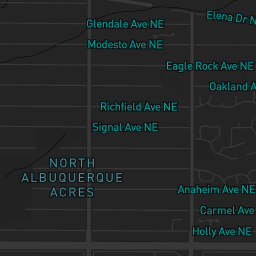 Glendale Ave NE
Elena Dr N
Modesto Ave NE
Eagle Rock Ave NE
Oakland A
Richfield Ave NE
Signal Ave NE
NORTH
ALBUQUERQUE
ACRES
Anaheim Ave NE
Carmel Ave
Holly Ave NE